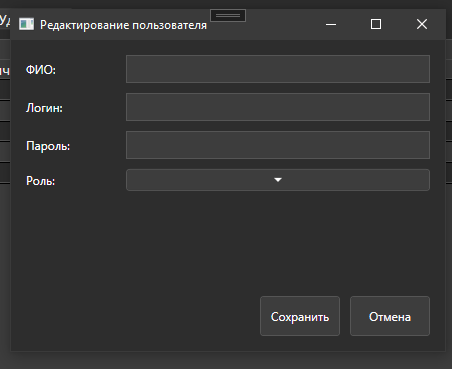 Редактирование пользователя
ФИО:
Логин:
Пароль:
Роль:
Сохранить
Отмена